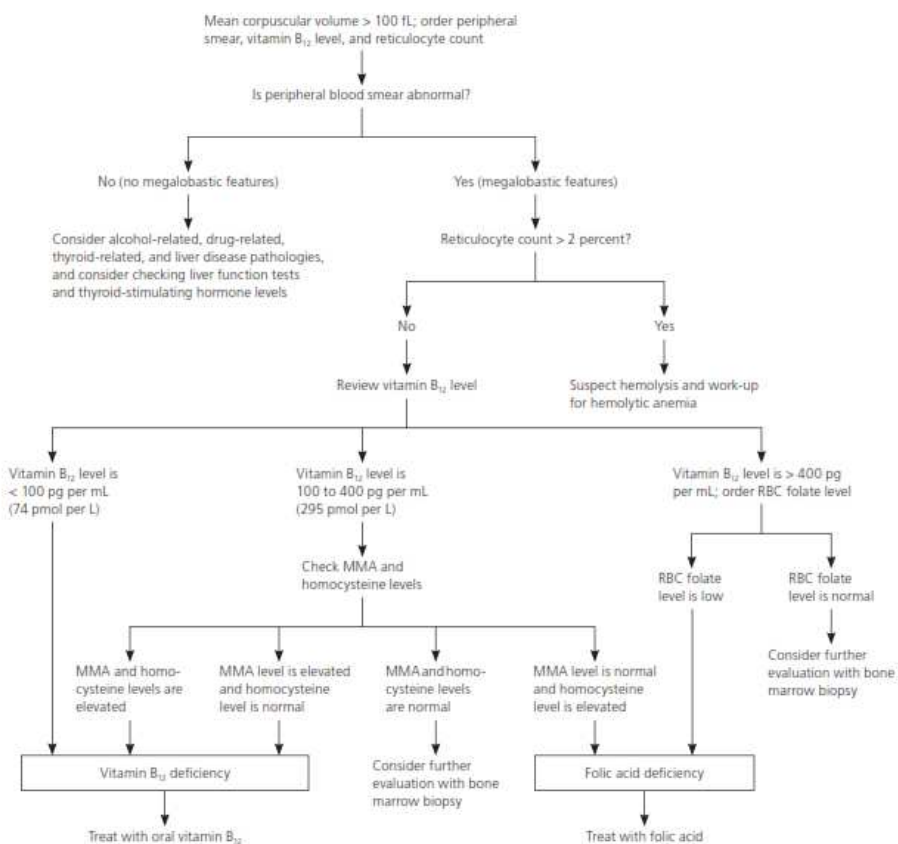 Mean corpuscular volume > 100 fL; order peripheral
smear, vitamin B₁₂ level, and reticulocyte count
Is peripheral blood smear abnormal?
No (no megalobastic features)
Yes (megalobastic features)
Consider alcohol-related, drug-related,
thyroid-related, and liver disease pathologies,
and consider checking liver function tests
and thyroid-stimulating hormone levels
Reticulocyte count > 2 percent?
No
Yes
Review vitamin B₁₂ level
Suspect hemolysis and work-up
for hemolytic anemia
Vitamin B₁₂ level is
< 100 pg per mL
(74 pmol per L)
Vitamin B₁₂ level is
100 to 400 pg per mL
(295 pmol per L)
Vitamin B₁₂ level is > 400 pg
per mL; order RBC folate level
Check MMA and
homocysteine levels
RBC folate
level is low
RBC folate
level is normal
MMA and homo-
cysteine levels are
elevated
MMA level is elevated
and homocysteine
level is normal
MMA and homo-
cysteine levels
are normal
MMA level is normal
and homocysteine
level is elevated
Consider further
evaluation with bone
marrow biopsy
Vitamin B₁₂ deficiency
Consider further
evaluation with bone
marrow biopsy
Folic acid deficiency
Treat with oral vitamin B₁₂
Treat with folic acid